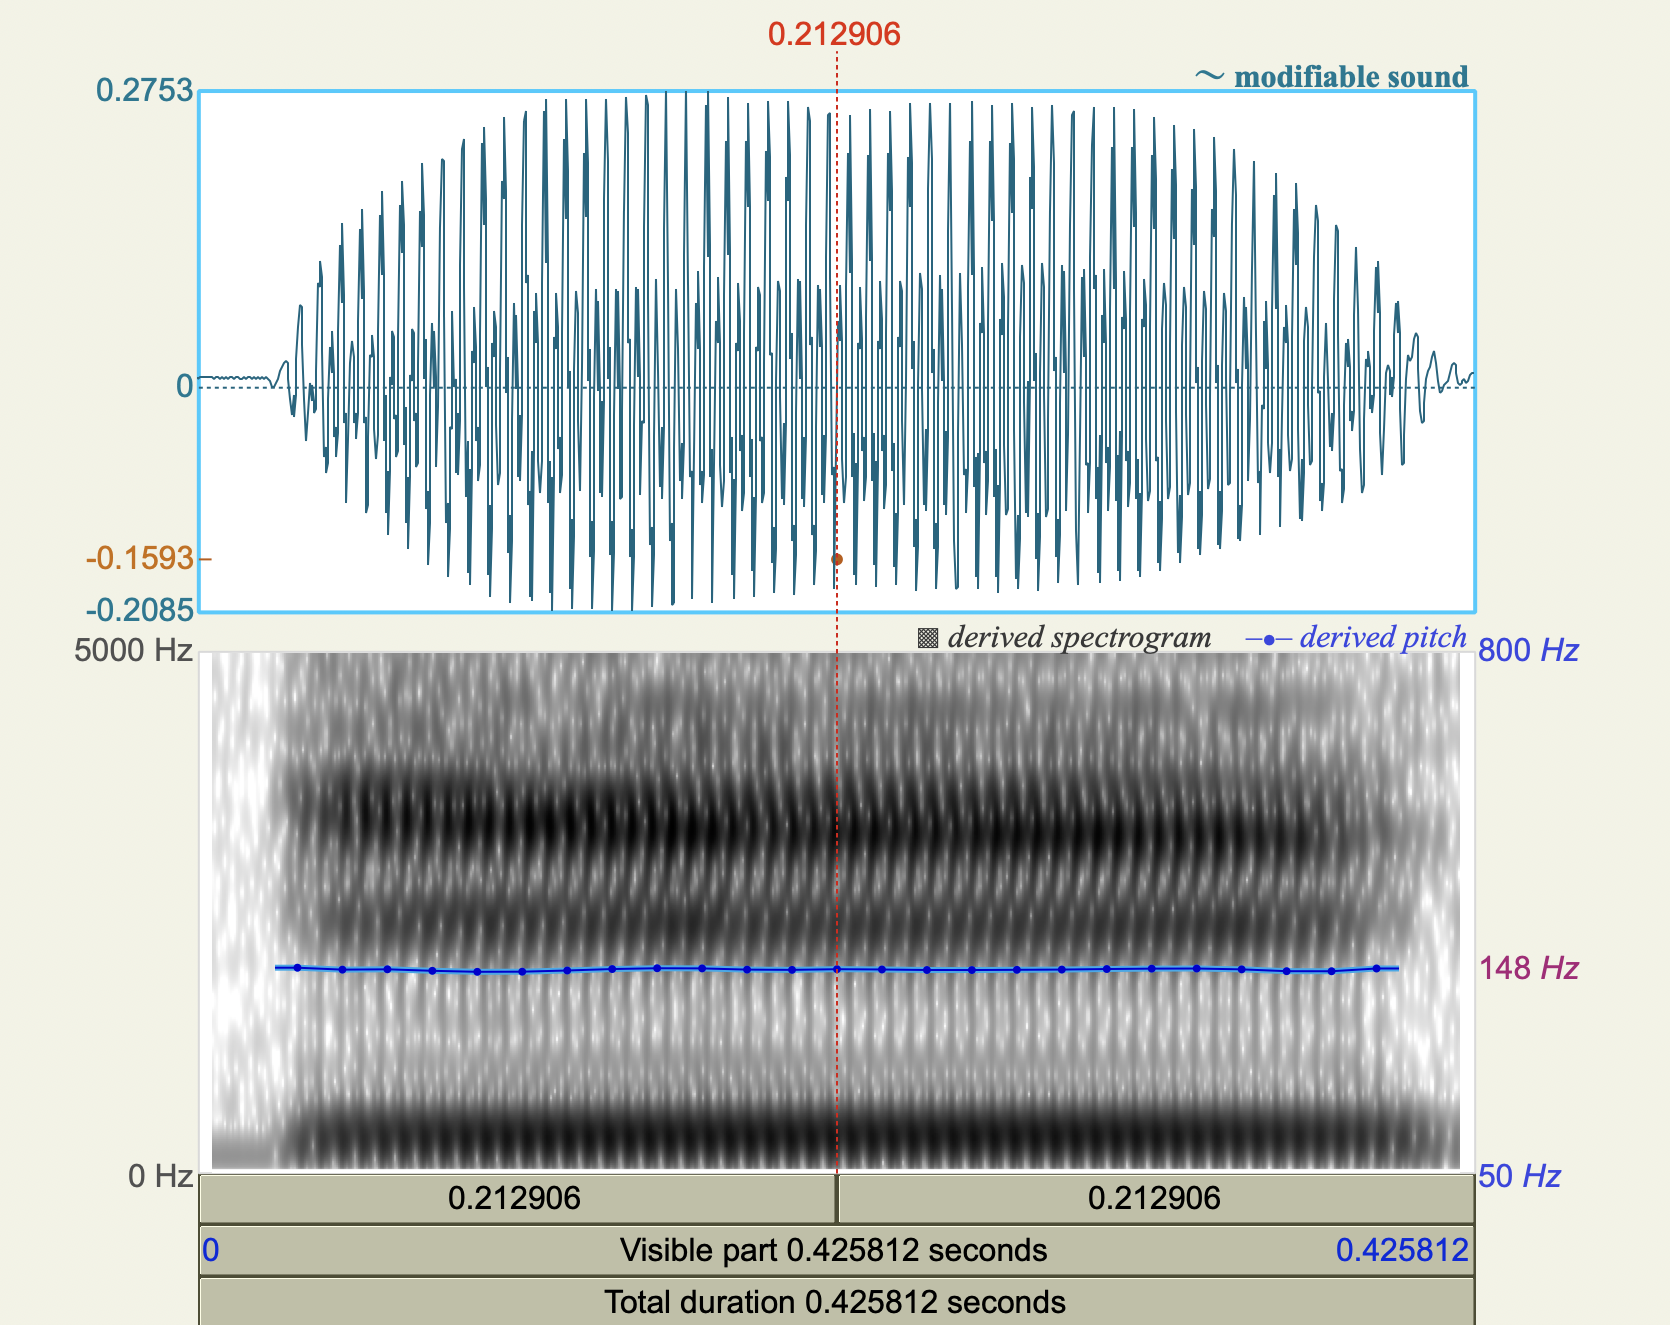 0.212906
0.2753
~ modifiable sound
0
-0.1593
-0.2085
derived spectrogram
derived pitch
5000 Hz
800 Hz
148 Hz
0 Hz
50 Hz
0.212906
0.212906
0
Visible part 0.425812 seconds
0.425812
Total duration 0.425812 seconds